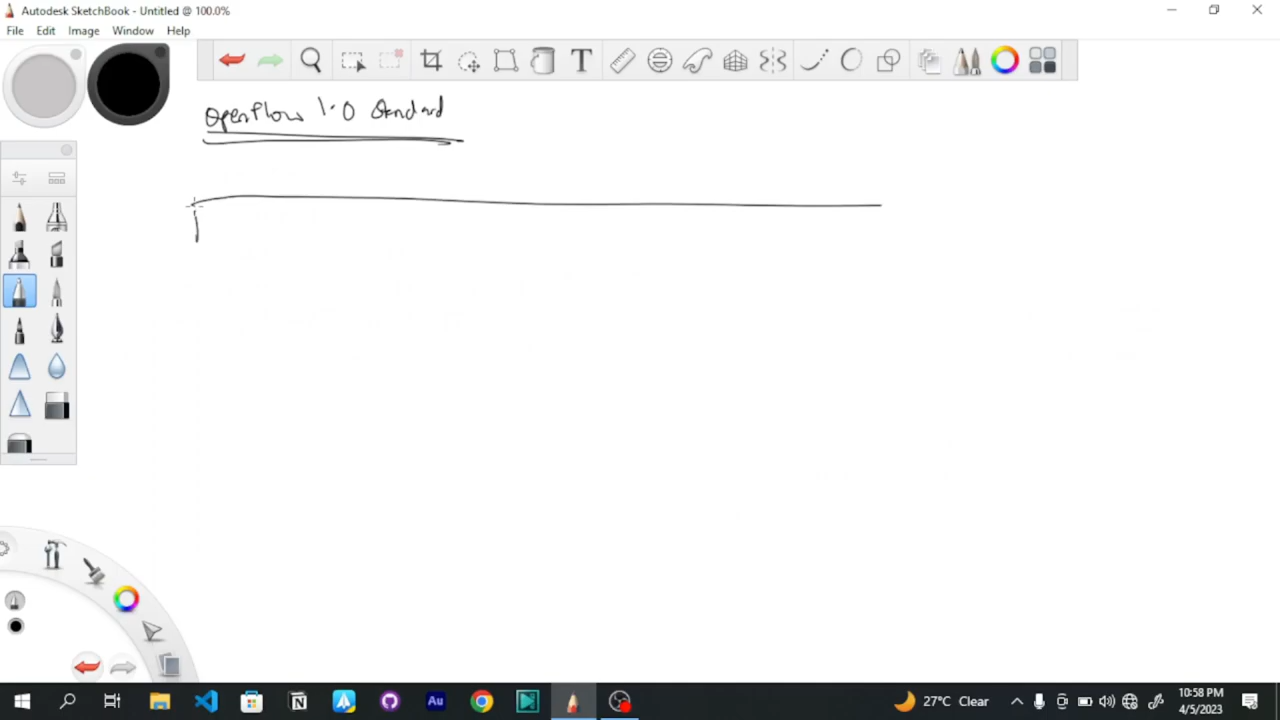 Autodesk SketchBook - Untitled @ 100.0%
File Edit Image Window Help
OpenFlow 1.0 Standard
27°C Clear
10:58 PM
4/5/2023